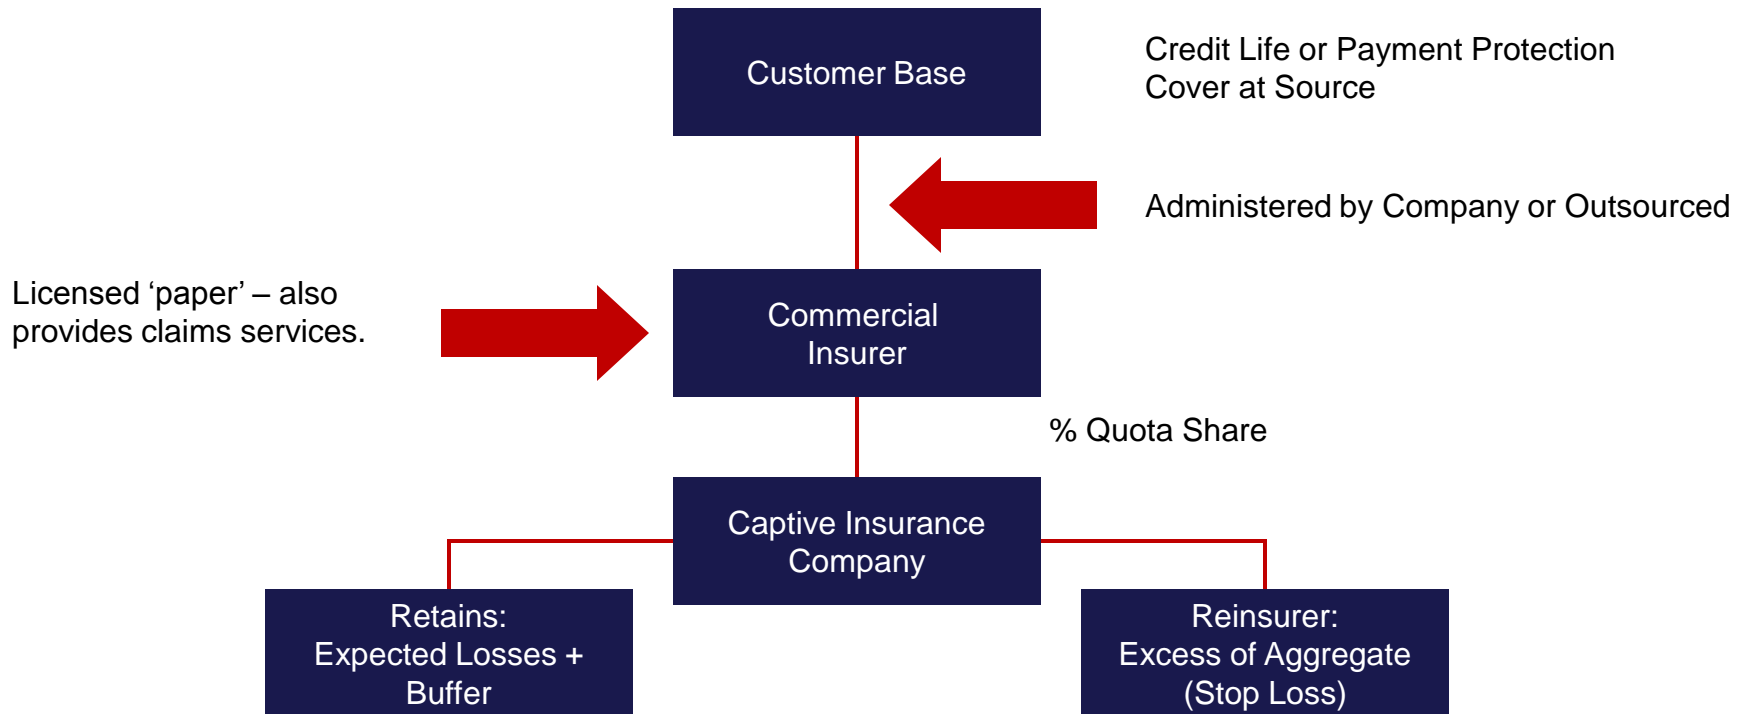 Customer Base
Credit Life or Payment Protection
Cover at Source
Administered by Company or Outsourced
Licensed ‘paper’ – also
provides claims services.
Commercial
Insurer
% Quota Share
Captive Insurance
Company
Retains:
Expected Losses +
Buffer
Reinsurer:
Excess of Aggregate
(Stop Loss)